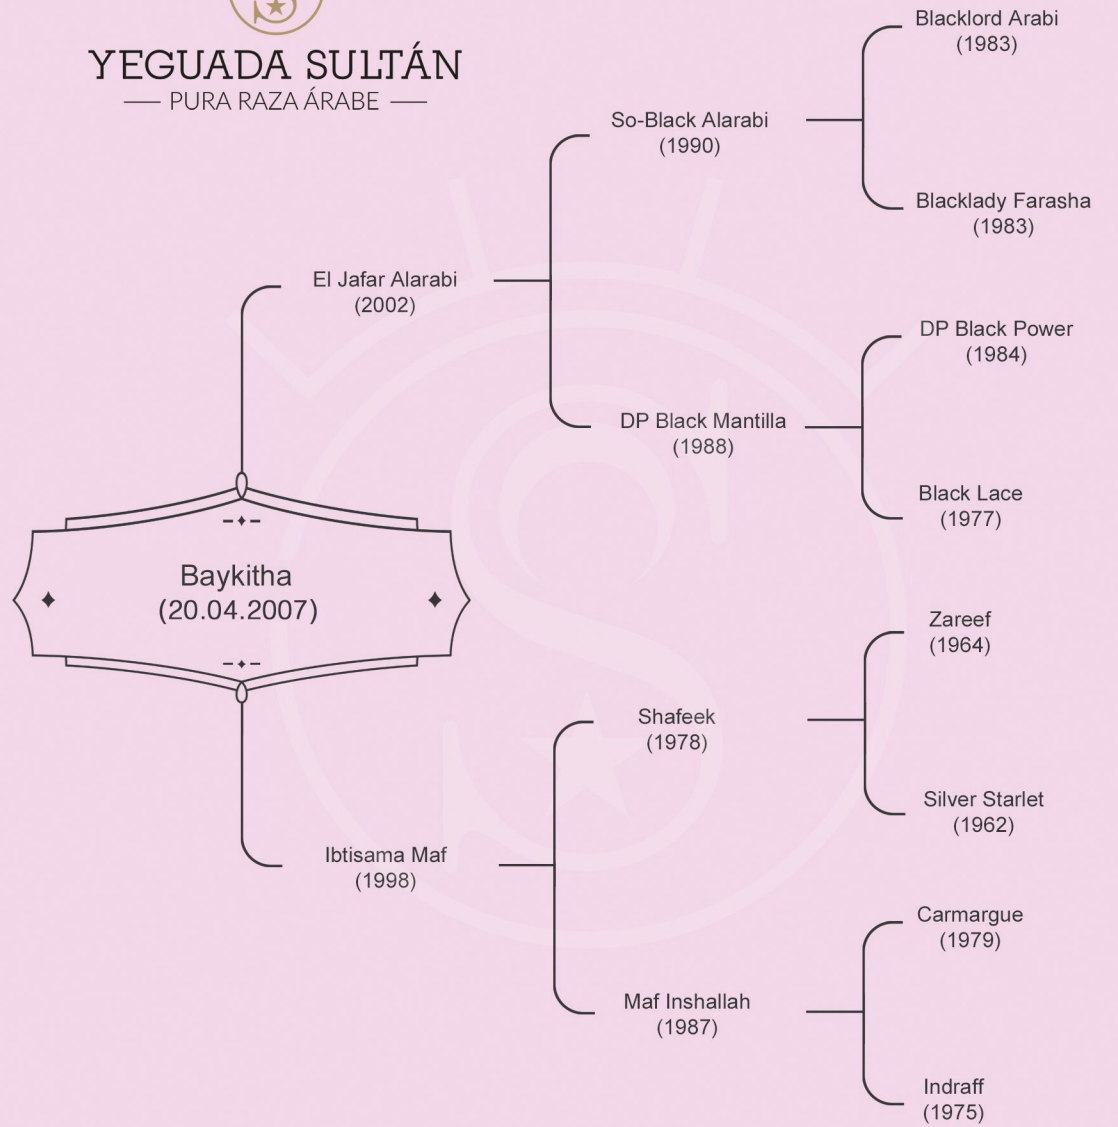 YEGUADA SULTÁN
PURA RAZA ÁRABE
Baykitha
(20.04.2007)
El Jafar Alarabi
(2002)
Ibtisama Maf
(1998)
So-Black Alarabi
(1990)
DP Black Mantilla
(1988)
Shafeek
(1978)
Maf Inshallah
(1987)
Blacklord Arabi
(1983)
Blacklady Farasha
(1983)
DP Black Power
(1984)
Black Lace
(1977)
Zareef
(1964)
Silver Starlet
(1962)
Carmargue
(1979)
Indraff
(1975)